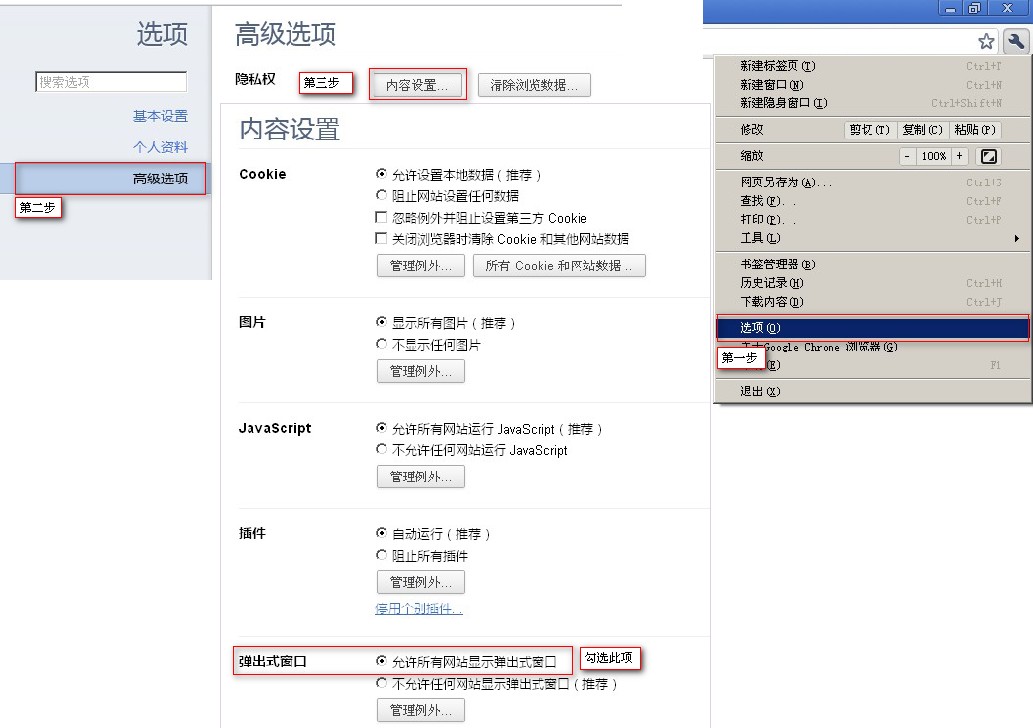 选项
搜索选项
基本设置
个人资料
高级选项
第二步
高级选项
隐私权
第三步
内容设置...
清除浏览数据...
内容设置
Cookie
允许设置本地数据(推荐)
阻止网站设置任何数据
忽略例外并阻止设置第三方 Cookie
关闭浏览器时清除 Cookie 和其他网站数据
管理例外...
所有 Cookie 和网站数据...
图片
显示所有图片(推荐)
不显示任何图片
管理例外...
JavaScript
允许所有网站运行 JavaScript(推荐)
不允许任何网站运行 JavaScript
管理例外...
插件
自动运行(推荐)
阻止所有插件
管理例外...
停用个别插件...
弹出式窗口
允许所有网站显示弹出式窗口
勾选此项
不允许任何网站显示弹出式窗口(推荐)
管理例外...
新建标签页(T) Ctrl+T
新建窗口(N) Ctrl+N
新建隐身窗口(I) Ctrl+Shift+N
修改 剪切(T) 复制(C) 粘贴(P)
缩放 - 100% +
网页另存为(A)... Ctrl+S
查找(F)... Ctrl+F
打印(P)... Ctrl+P
工具(L)
书签管理器(B)
历史记录(H) Ctrl+H
下载内容(D) Ctrl+J
选项(O)
Google Chrome 浏览器(G)
第一步
(E) F1
退出(X)